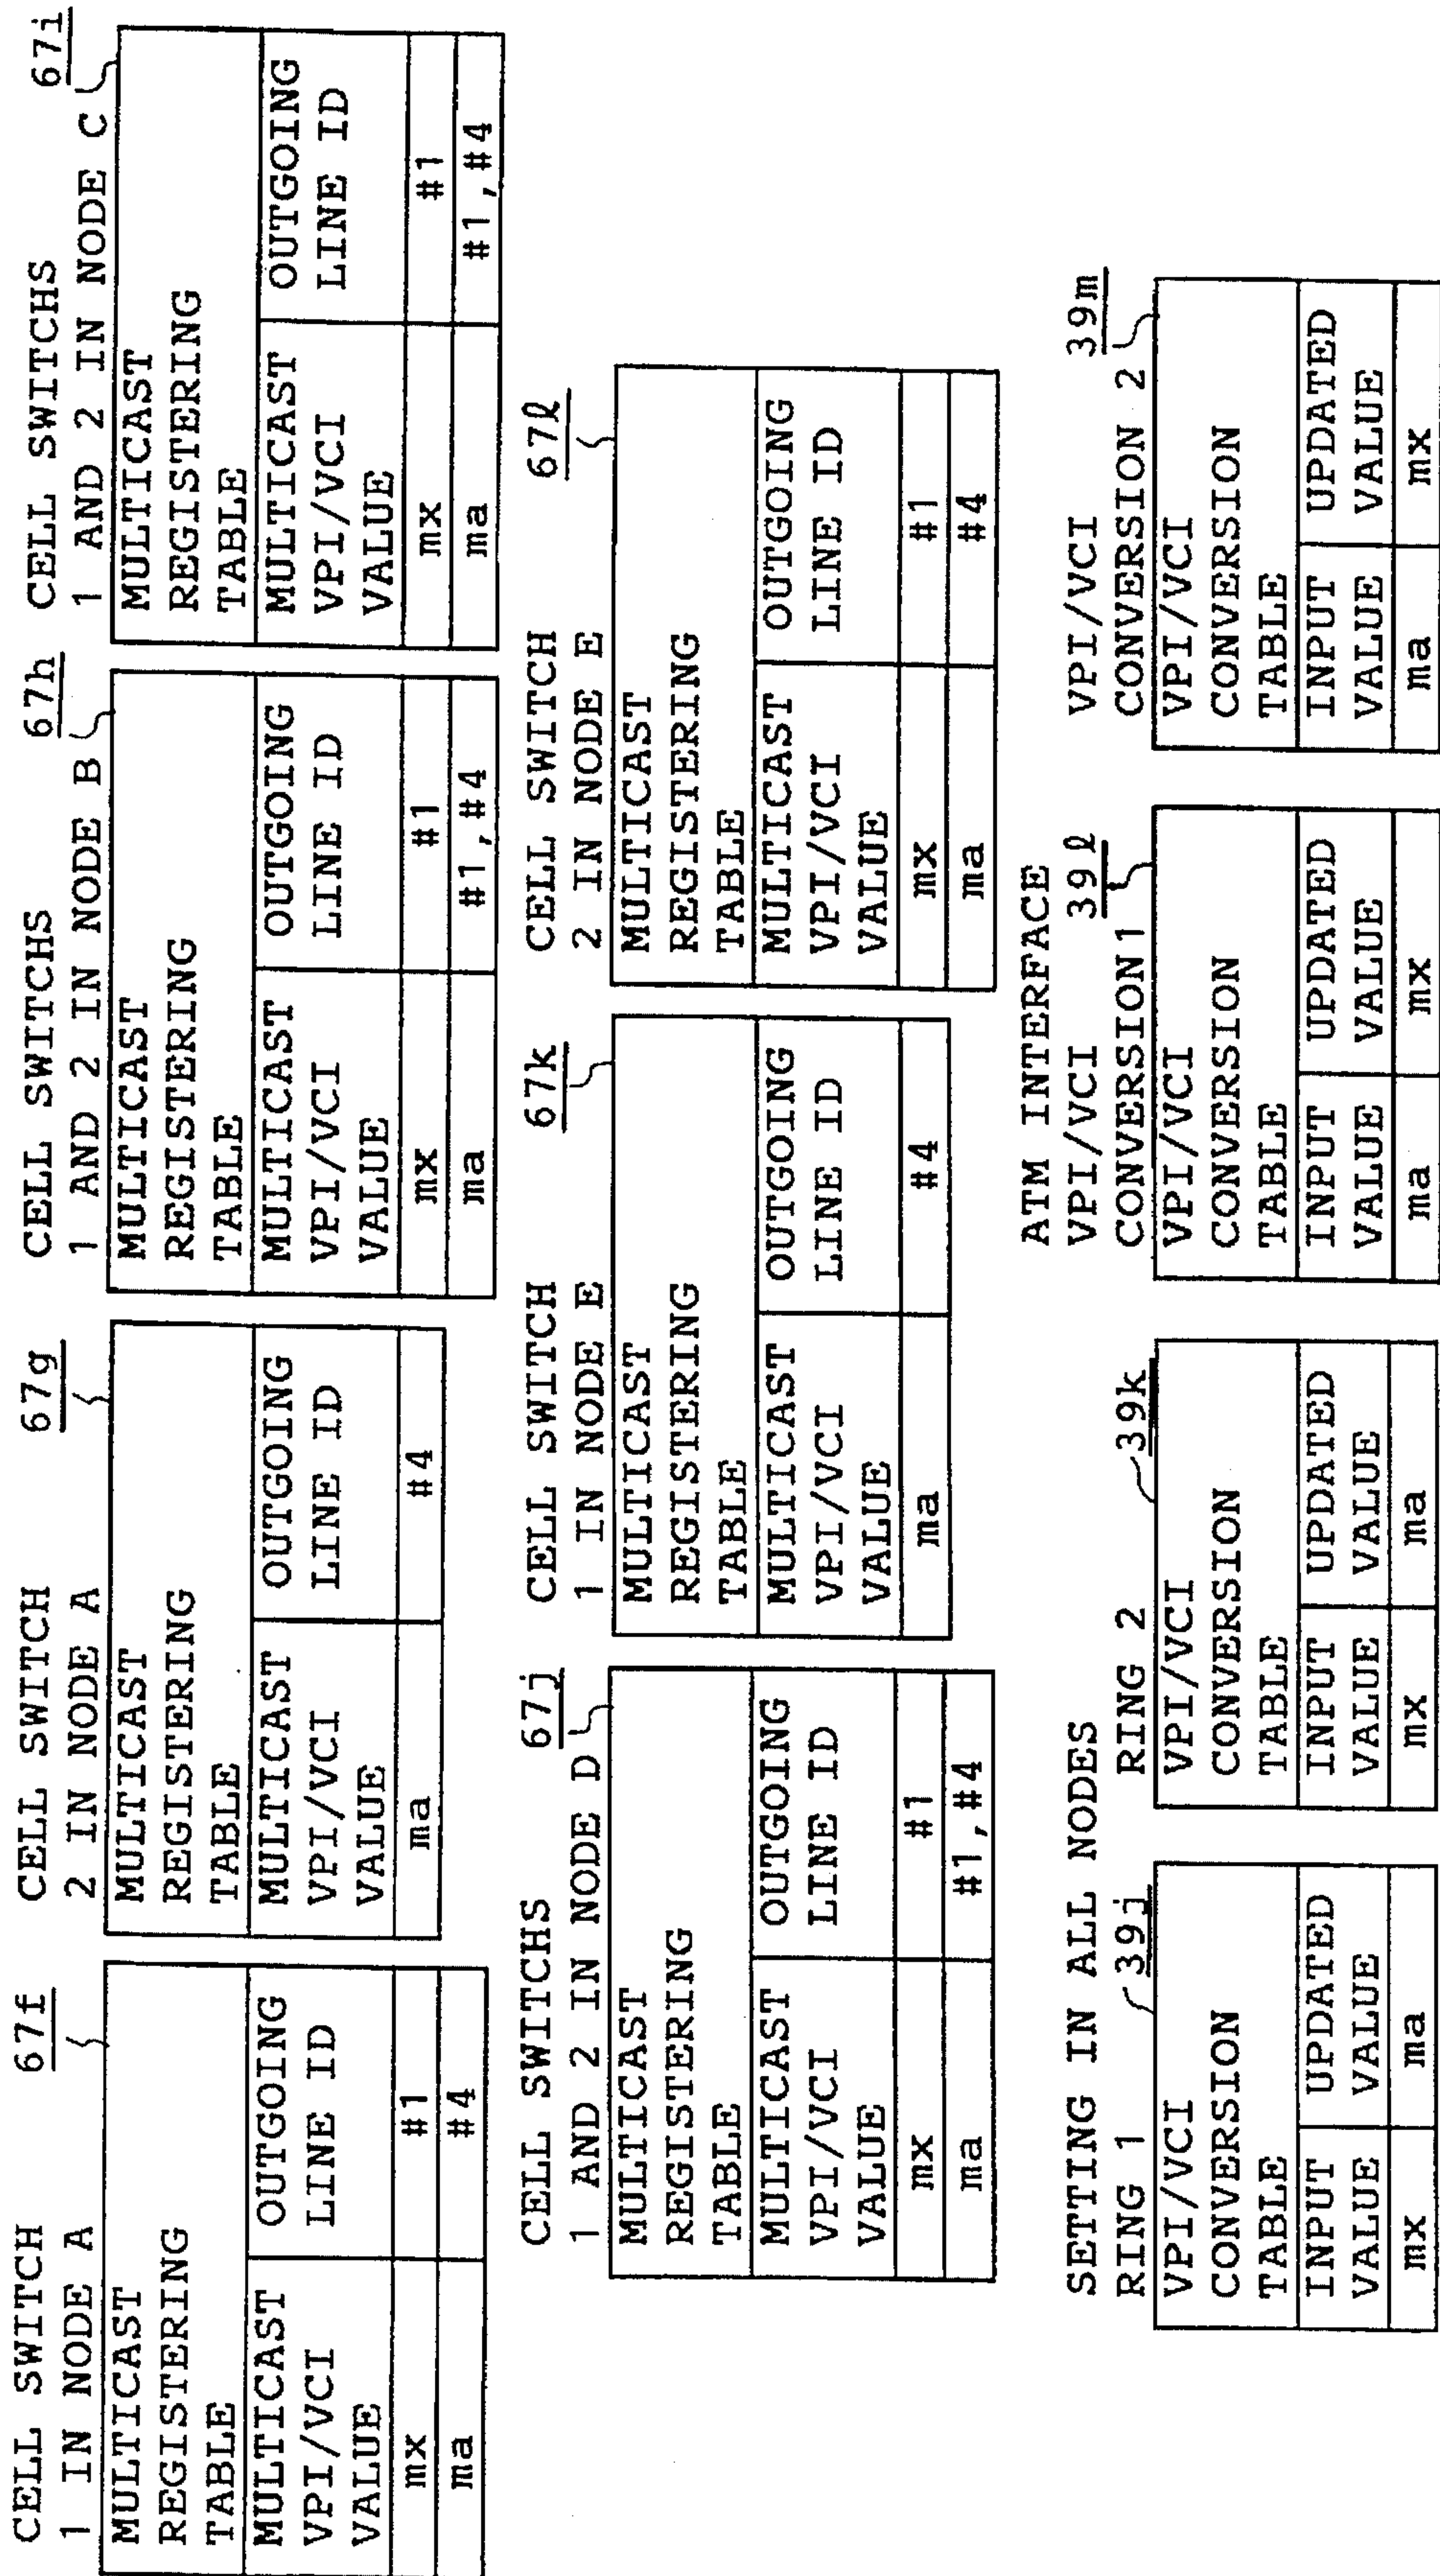 CELL SWITCH 67f
1 IN NODE A
MULTICAST
REGISTERING
TABLE
MULTICAST OUTGOING
VPI/VCI LINE ID
VALUE
mx #1
ma #4
CELL SWITCH 67g
2 IN NODE A
MULTICAST
REGISTERING
TABLE
MULTICAST OUTGOING
VPI/VCI LINE ID
VALUE
ma #4
CELL SWITCHS 67h
1 AND 2 IN NODE B
MULTICAST
REGISTERING
TABLE
MULTICAST OUTGOING
VPI/VCI LINE ID
VALUE
mx #1
ma #1,#4
CELL SWITCHS 67i
1 AND 2 IN NODE C
MULTICAST
REGISTERING
TABLE
MULTICAST OUTGOING
VPI/VCI LINE ID
VALUE
mx #1
ma #1,#4
CELL SWITCHS 67j
1 AND 2 IN NODE D
MULTICAST
REGISTERING
TABLE
MULTICAST OUTGOING
VPI/VCI LINE ID
VALUE
mx #1
ma #1,#4
CELL SWITCH 67k
1 IN NODE E
MULTICAST
REGISTERING
TABLE
MULTICAST OUTGOING
VPI/VCI LINE ID
VALUE
ma #4
CELL SWITCH 67ℓ
2 IN NODE E
MULTICAST
REGISTERING
TABLE
MULTICAST OUTGOING
VPI/VCI LINE ID
VALUE
mx #1
ma #4
SETTING IN ALL NODES
RING 1 39j
VPI/VCI
CONVERSION
TABLE
INPUT UPDATED
VALUE VALUE
mx ma
RING 2 39k
VPI/VCI
CONVERSION
TABLE
INPUT UPDATED
VALUE VALUE
mx ma
ATM INTERFACE
VPI/VCI 39ℓ
CONVERSION1
VPI/VCI
CONVERSION
TABLE
INPUT UPDATED
VALUE VALUE
ma mx
VPI/VCI 39m
CONVERSION 2
VPI/VCI
CONVERSION
TABLE
INPUT UPDATED
VALUE VALUE
ma mx